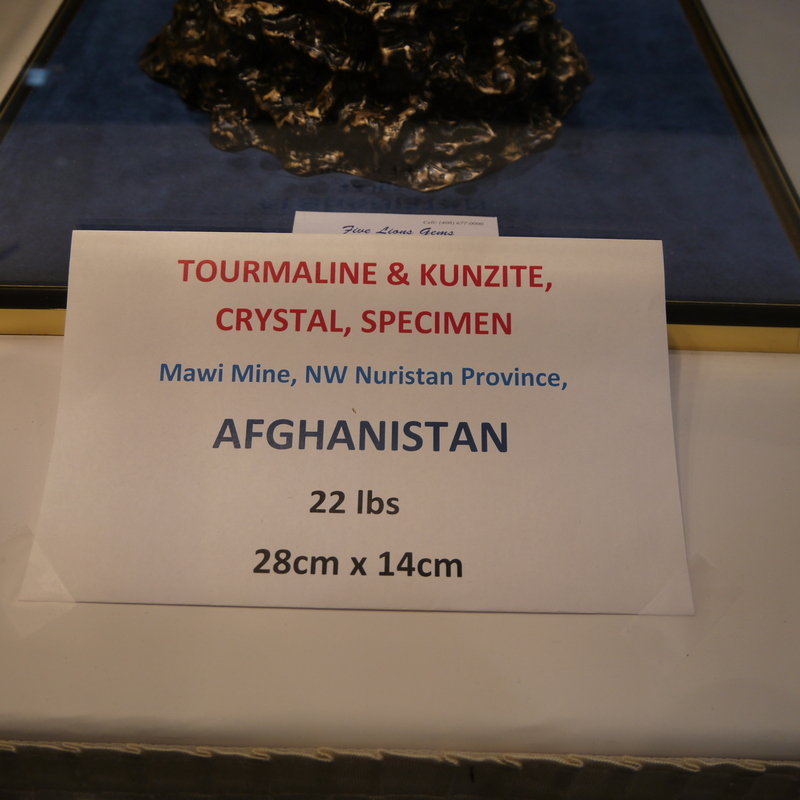 Five Lions Gems
TOURMALINE & KUNZITE,
CRYSTAL, SPECIMEN
Mawi Mine, NW Nuristan Province,
AFGHANISTAN
22 lbs
28cm x 14cm